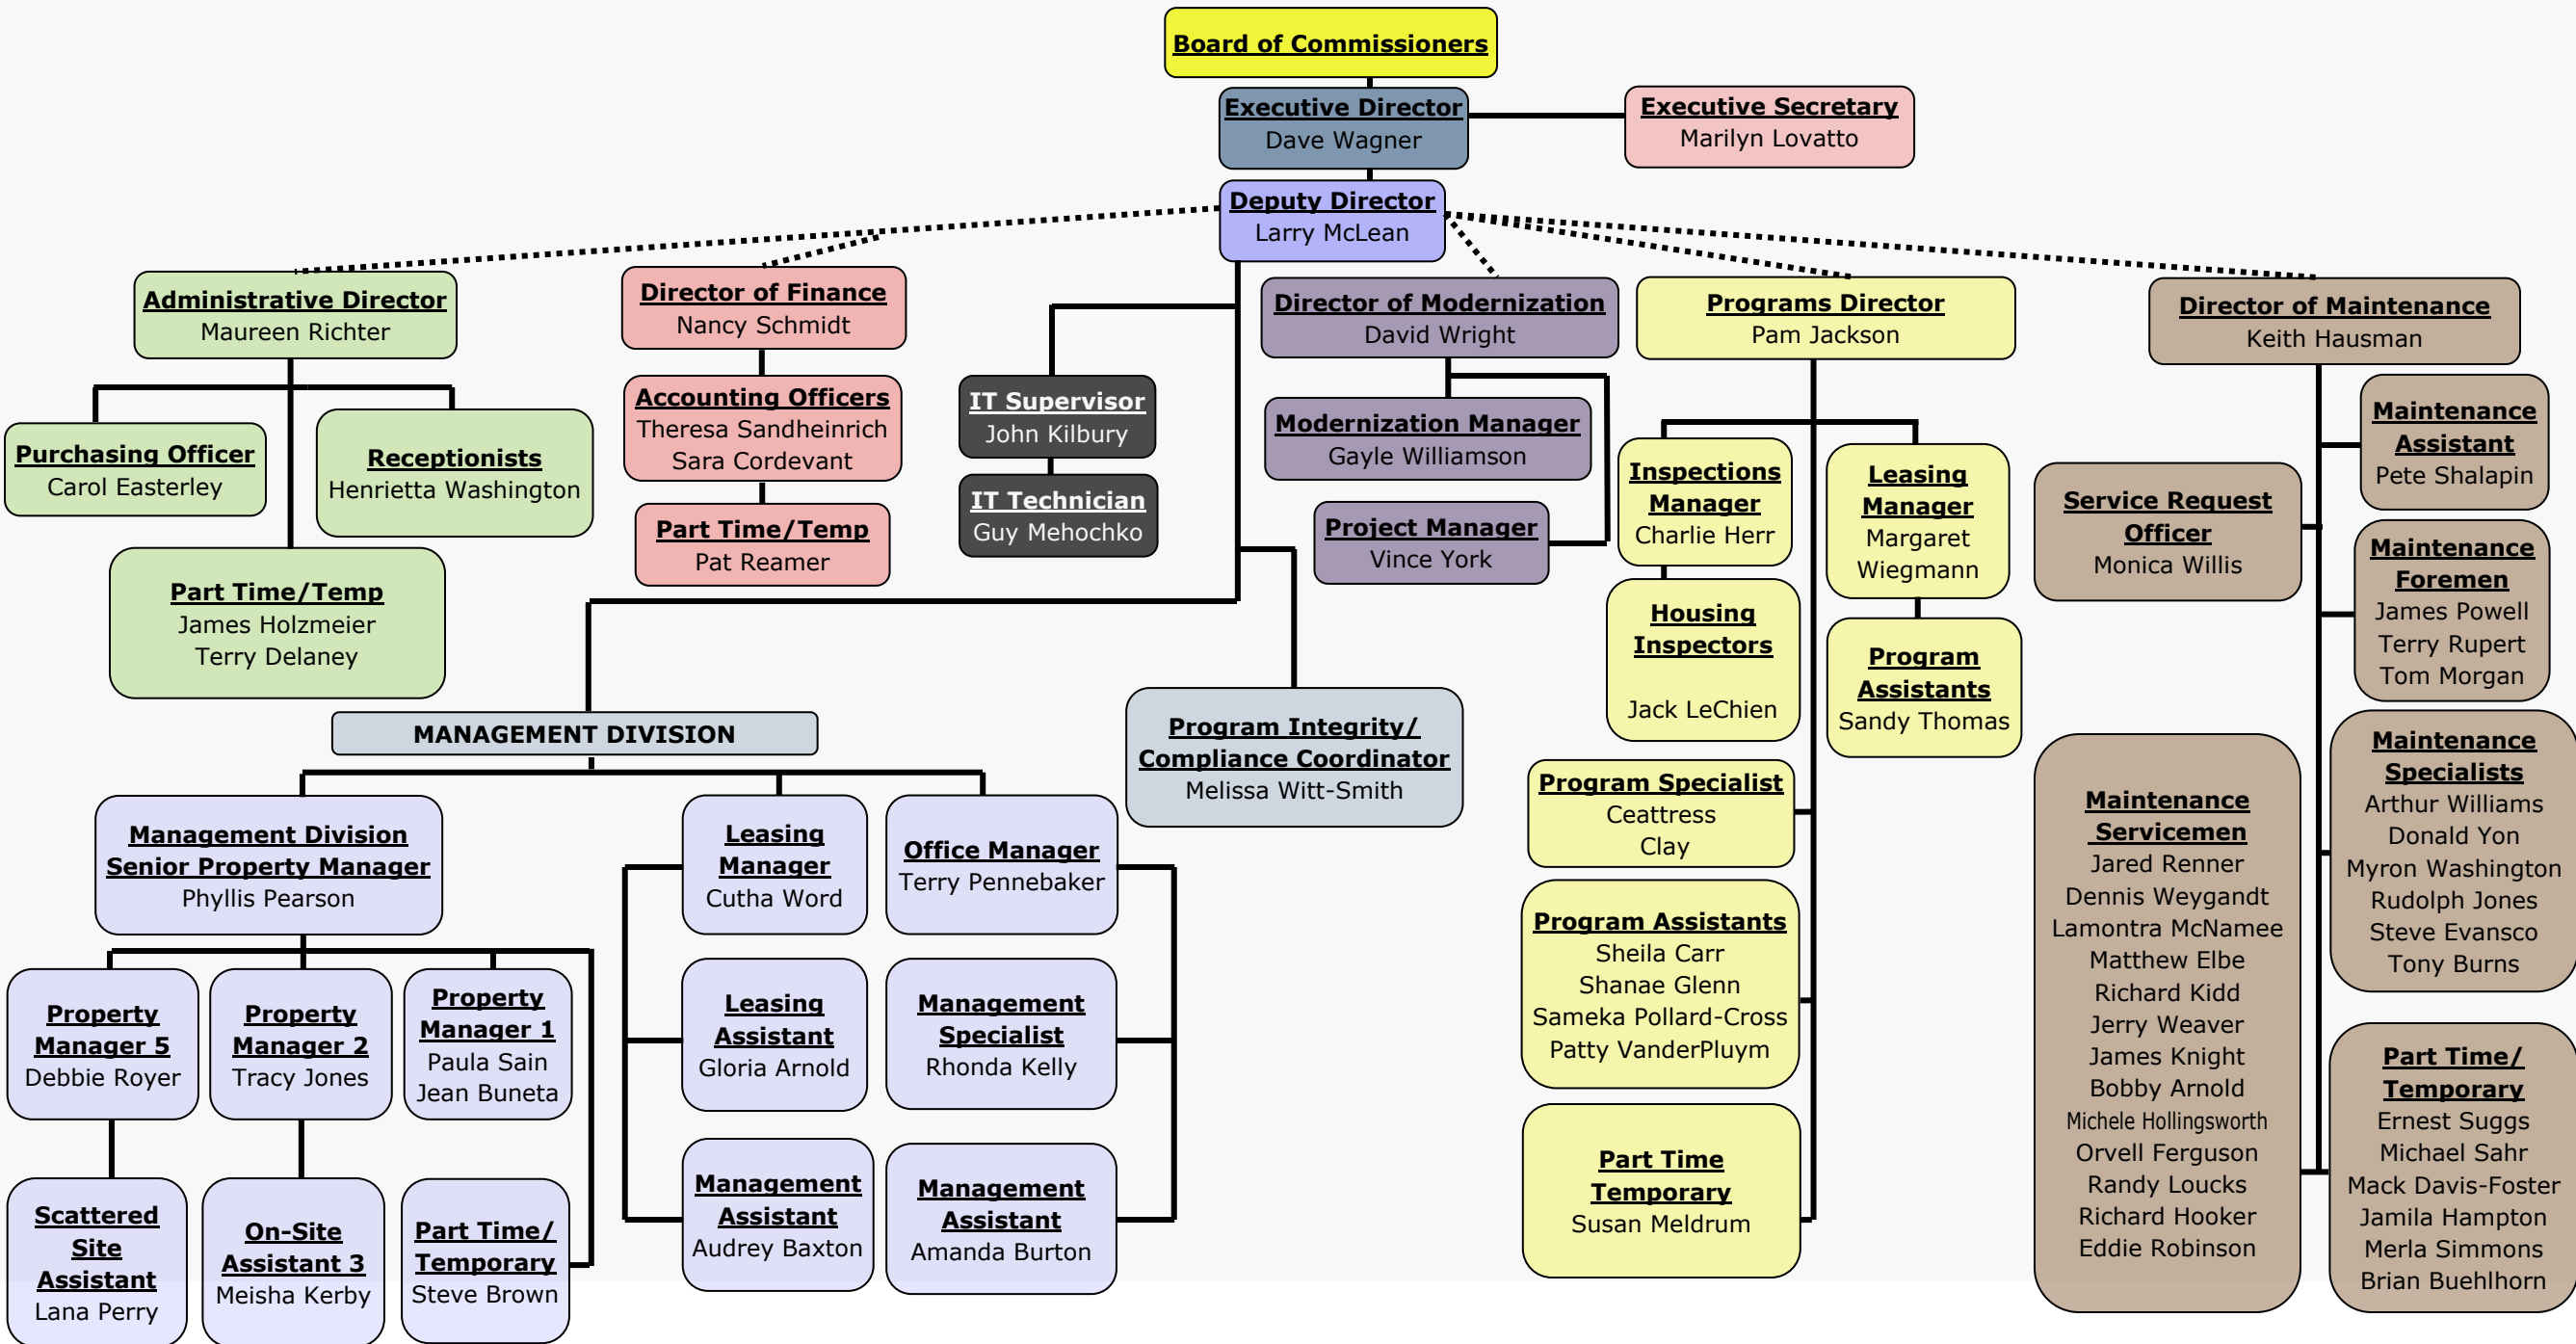 Board of Commissioners
Executive Director
Dave Wagner
Executive Secretary
Marilyn Lovatto
Deputy Director
Larry McLean
Administrative Director
Maureen Richter
Purchasing Officer
Carol Easterley
Receptionists
Henrietta Washington
Part Time/Temp
James Holzmeier
Terry Delaney
Director of Finance
Nancy Schmidt
Accounting Officers
Theresa Sandheinrich
Sara Cordevant
Part Time/Temp
Pat Reamer
IT Supervisor
John Kilbury
IT Technician
Guy Mehochko
Director of Modernization
David Wright
Modernization Manager
Gayle Williamson
Project Manager
Vince York
Programs Director
Pam Jackson
Inspections
Manager
Charlie Herr
Housing
Inspectors
Jack LeChien
Leasing
Manager
Margaret
Wiegmann
Program
Assistants
Sandy Thomas
Program Specialist
Ceattress
Clay
Program Assistants
Sheila Carr
Shanae Glenn
Sameka Pollard-Cross
Patty VanderPluym
Part Time
Temporary
Susan Meldrum
Director of Maintenance
Keith Hausman
Maintenance
Assistant
Pete Shalapin
Service Request
Officer
Monica Willis
Maintenance
Foremen
James Powell
Terry Rupert
Tom Morgan
Maintenance
Specialists
Arthur Williams
Donald Yon
Myron Washington
Rudolph Jones
Steve Evansco
Tony Burns
Maintenance
Servicemen
Jared Renner
Dennis Weygandt
Lamontra McNamee
Matthew Elbe
Richard Kidd
Jerry Weaver
James Knight
Bobby Arnold
Michele Hollingsworth
Orvell Ferguson
Randy Loucks
Richard Hooker
Eddie Robinson
Part Time/
Temporary
Ernest Suggs
Michael Sahr
Mack Davis-Foster
Jamila Hampton
Merla Simmons
Brian Buehlhorn
MANAGEMENT DIVISION
Program Integrity/
Compliance Coordinator
Melissa Witt-Smith
Management Division
Senior Property Manager
Phyllis Pearson
Leasing
Manager
Cutha Word
Office Manager
Terry Pennebaker
Property
Manager 5
Debbie Royer
Property
Manager 2
Tracy Jones
Property
Manager 1
Paula Sain
Jean Buneta
Leasing
Assistant
Gloria Arnold
Management
Specialist
Rhonda Kelly
Scattered
Site
Assistant
Lana Perry
On-Site
Assistant 3
Meisha Kerby
Part Time/
Temporary
Steve Brown
Management
Assistant
Audrey Baxton
Management
Assistant
Amanda Burton